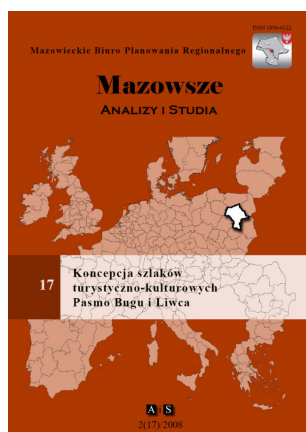 ISSN 1896-6322
Mazowieckie Biuro Planowania Regionalnego
Mazowsze
ANALIZY I STUDIA
17
Koncepcja szlaków
turystyczno-kulturowych
Pasmo Bugu i Liwca
A S
2(17)/2008